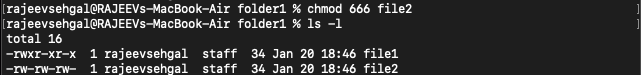 [rajeevsehgal@RAJEEVs-MacBook-Air folder1 % chmod 666 file2
[rajeevsehgal@RAJEEVs-MacBook-Air folder1 % ls -l
total 16
-rwxr-xr-x  1 rajeevsehgal  staff  34 Jan 20 18:46 file1
-rw-rw-rw-  1 rajeevsehgal  staff  34 Jan 20 18:46 file2